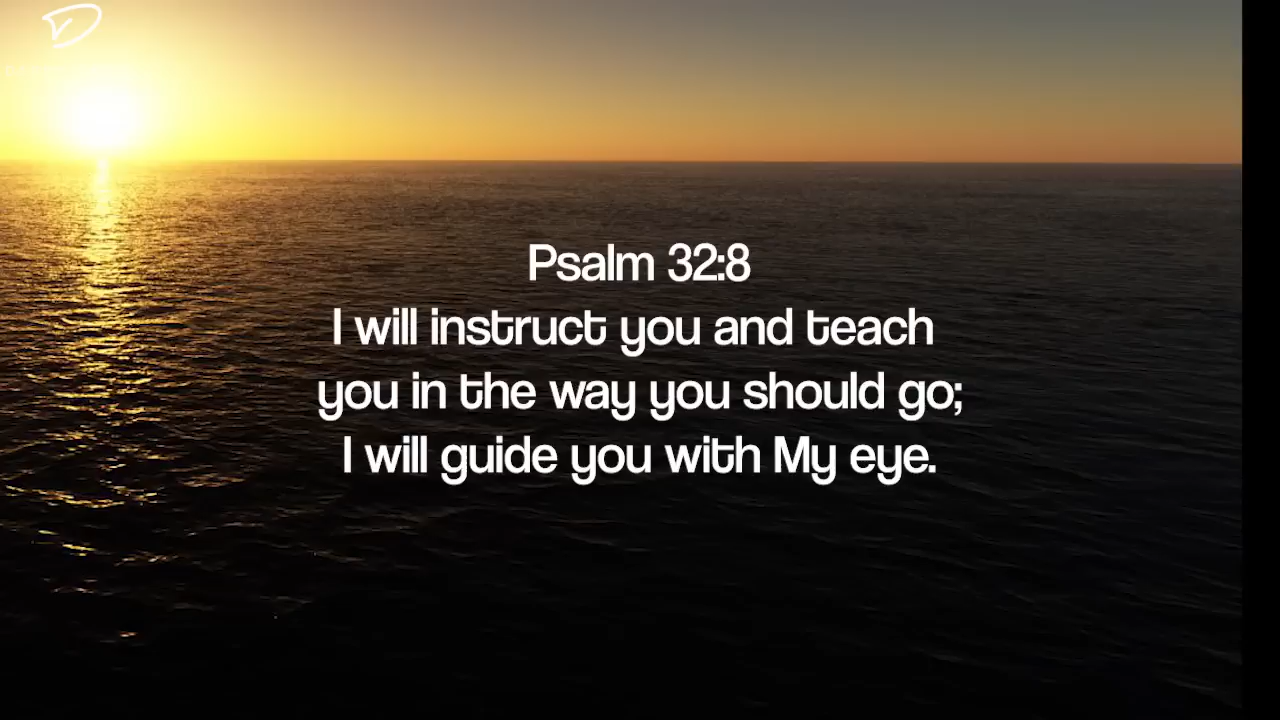 Psalm 32:8
I will instruct you and teach
you in the way you should go;
I will guide you with My eye.